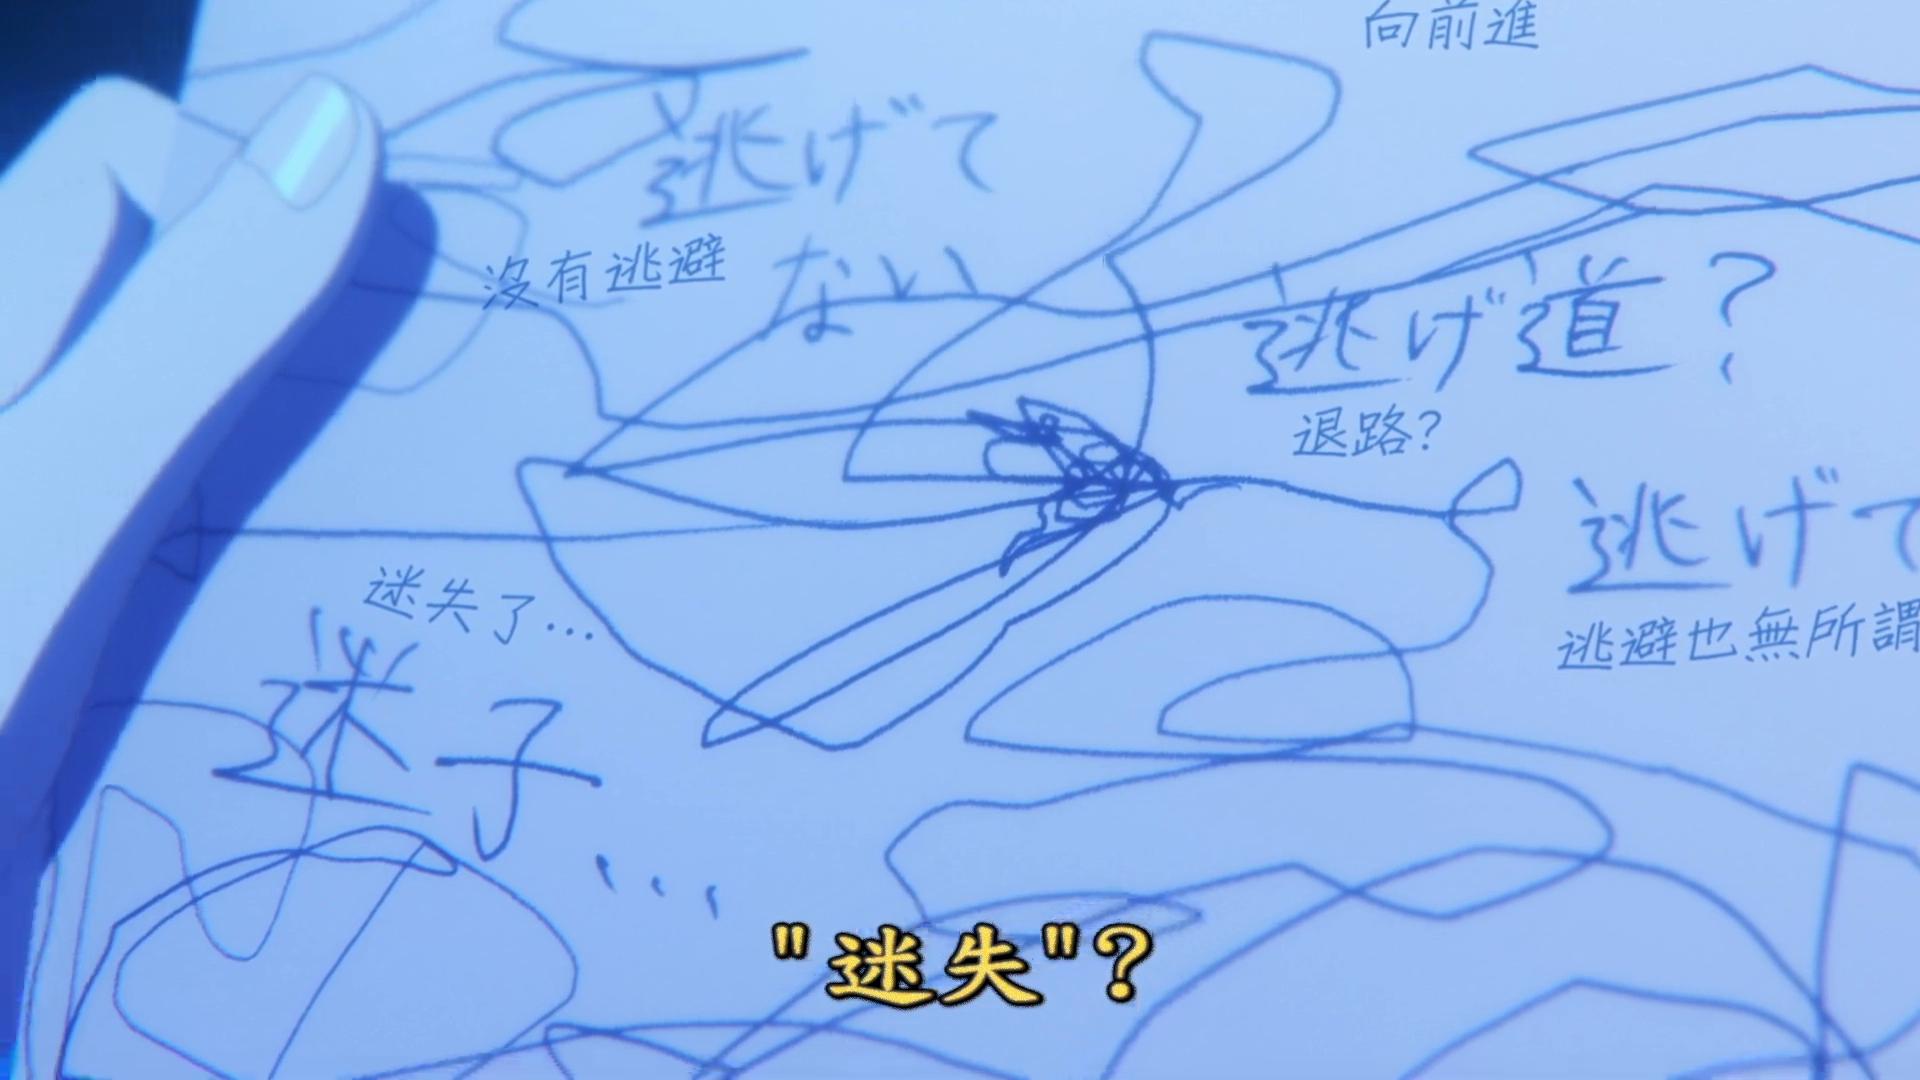 向前進
逃げて
ない
沒有逃避
逃げ道？
退路？
逃げて
逃避也無所謂
迷失了…
迷子…
"迷失"？